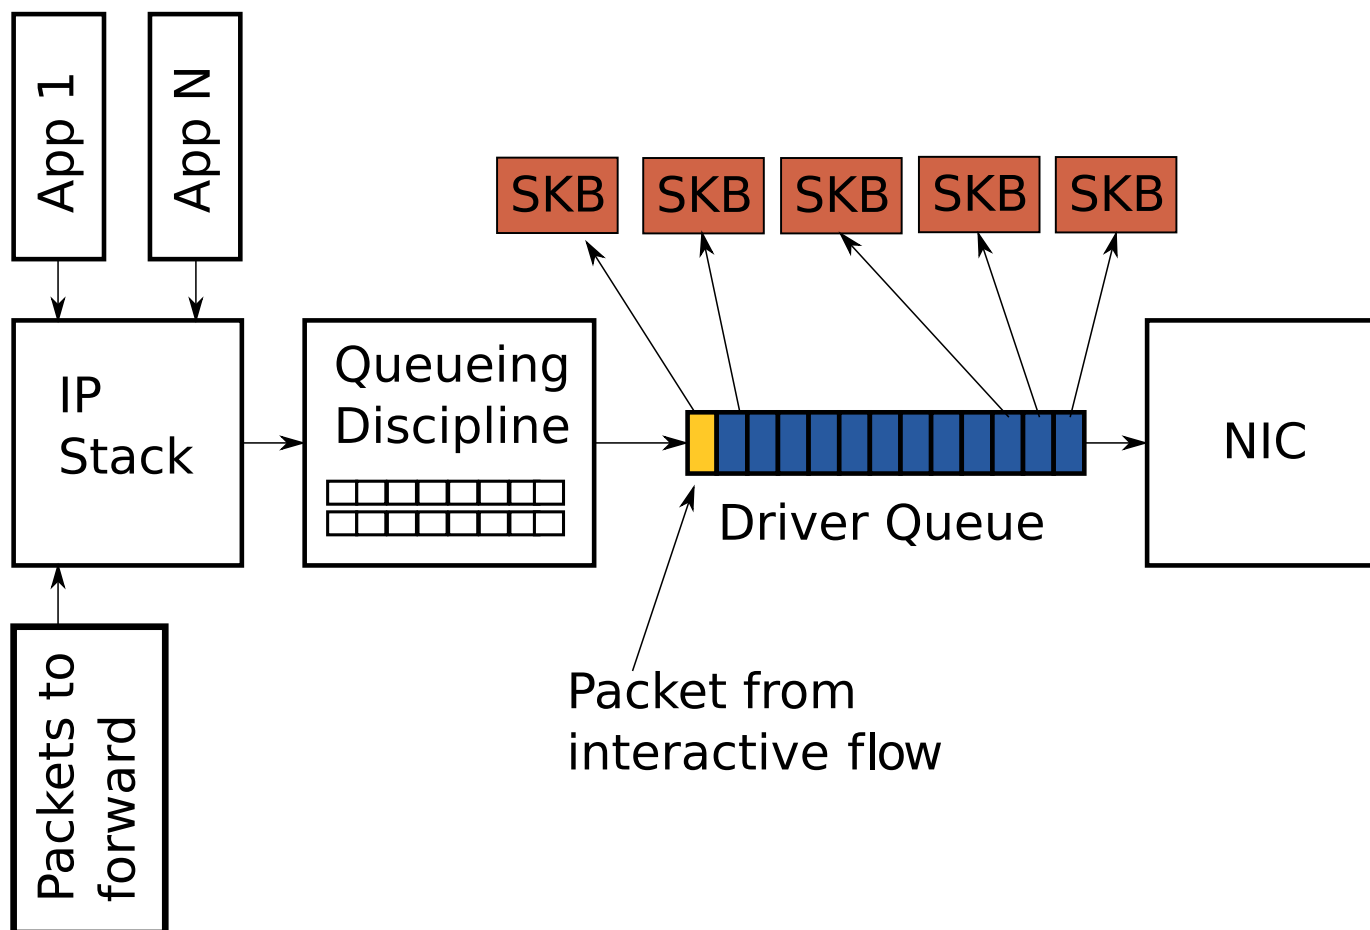 App 1
App N
SKB
SKB
SKB
SKB
SKB
IP
Stack
Queueing
Discipline
Driver Queue
NIC
Packet from
interactive flow
Packets to
forward